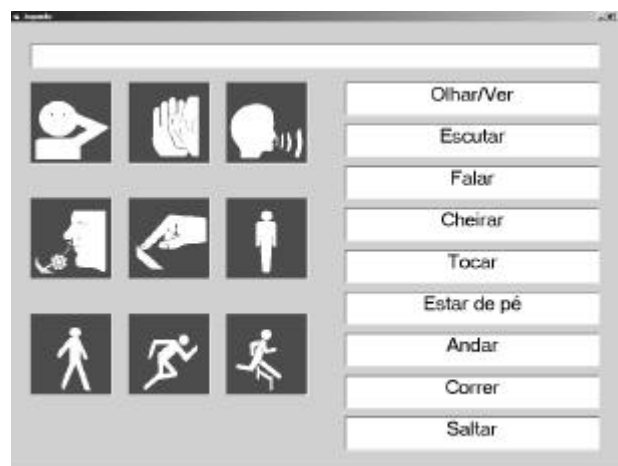 Olhar/Ver
Escutar
Falar
Cheirar
Tocar
Estar de pé
Andar
Correr
Saltar